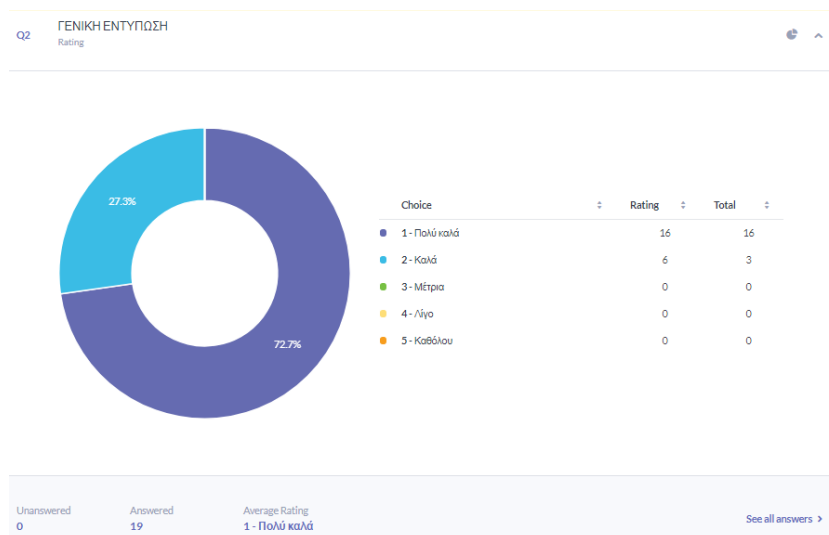 Q2
ΓΕΝΙΚΗ ΕΝΤΥΠΩΣΗ
Rating
27.3%
72.7%
Choice Rating Total
1 - Πολύ καλά 16 16
2 - Καλά 6 3
3 - Μέτρια 0 0
4 - Λίγο 0 0
5 - Καθόλου 0 0
Unanswered Answered Average Rating
0 19 1 - Πολύ καλά
See all answers